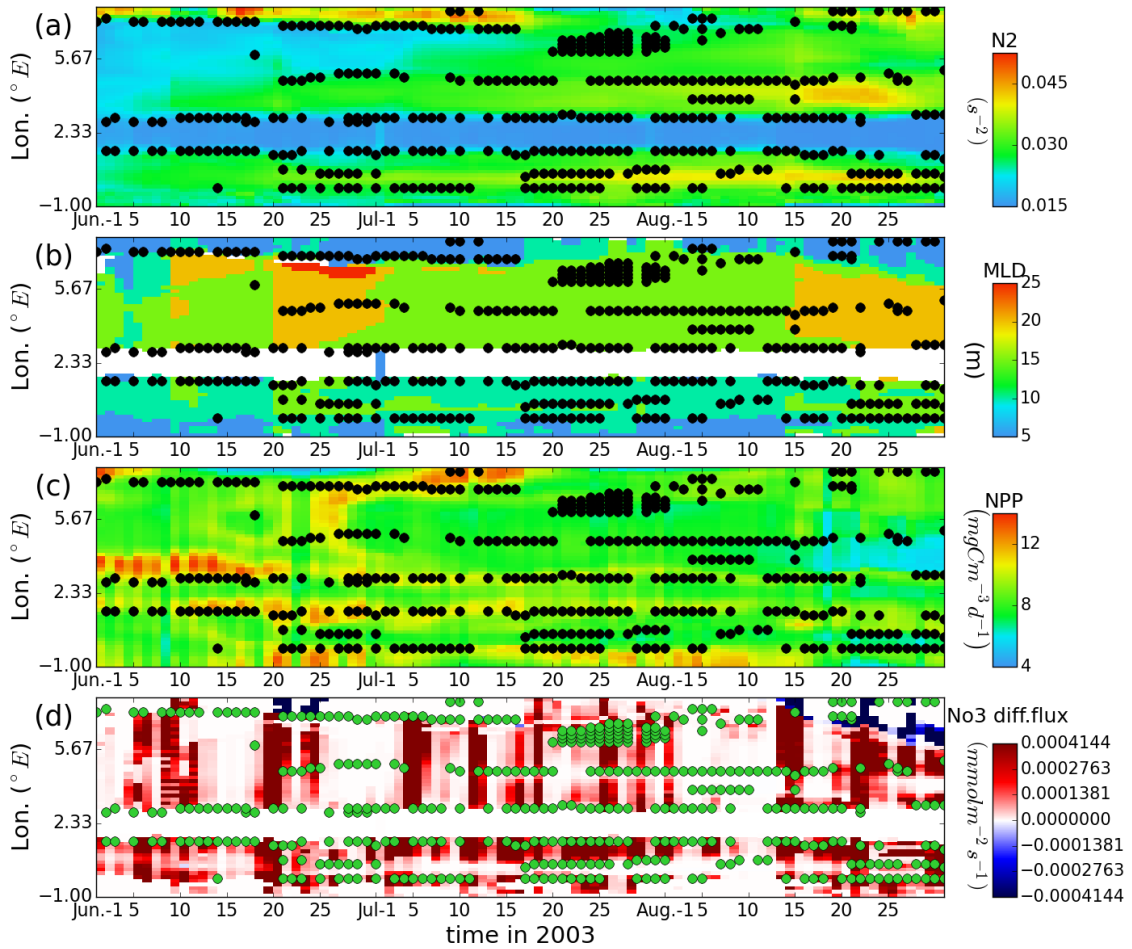 (a)
N2
Lon. (° E)
5.67
2.33
−1.00
0.045
0.030
0.015
(s⁻²)
Jun.-1 5 10 15 20 25 Jul-1 5 10 15 20 25 Aug.-1 5 10 15 20 25
(b)
MLD
Lon. (° E)
5.67
2.33
−1.00
25
20
15
10
5
(m)
Jun.-1 5 10 15 20 25 Jul-1 5 10 15 20 25 Aug.-1 5 10 15 20 25
(c)
NPP
Lon. (° E)
5.67
2.33
−1.00
12
8
4
(mgCm⁻³d⁻¹)
Jun.-1 5 10 15 20 25 Jul-1 5 10 15 20 25 Aug.-1 5 10 15 20 25
(d)
No3 diff.flux
Lon. (° E)
5.67
2.33
−1.00
0.0004144
0.0002763
0.0001381
0.0000000
−0.0001381
−0.0002763
−0.0004144
(mmolm⁻²s⁻¹)
Jun.-1 5 10 15 20 25 Jul-1 5 10 15 20 25 Aug.-1 5 10 15 20 25
time in 2003